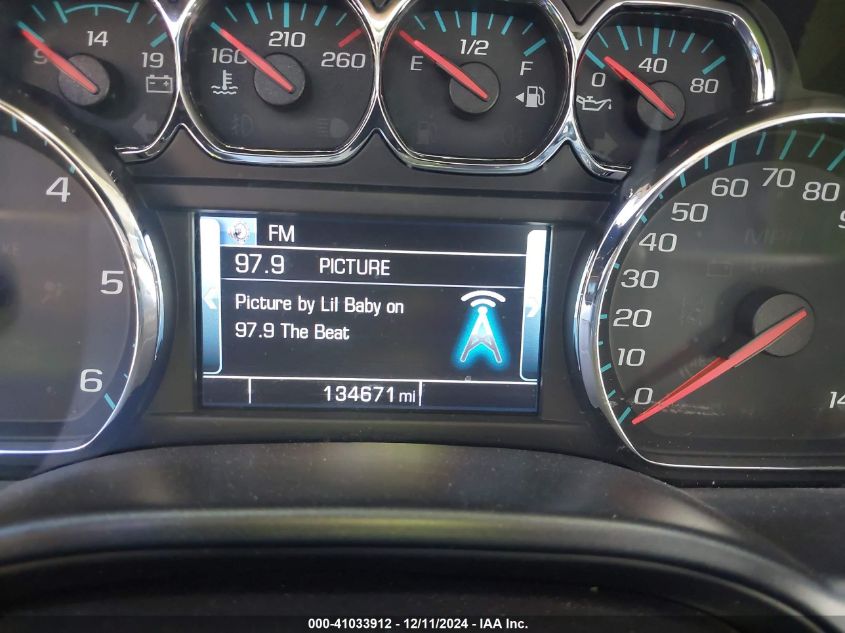 9 14 19
160 210 260
E 1/2 F
0 40 80
4
5
6
FM
97.9 PICTURE
Picture by Lil Baby on
97.9 The Beat
134671 mi
0
10
20
30
40
50
60
70
80
MPH
000-41033912 - 12/11/2024 - IAA Inc.